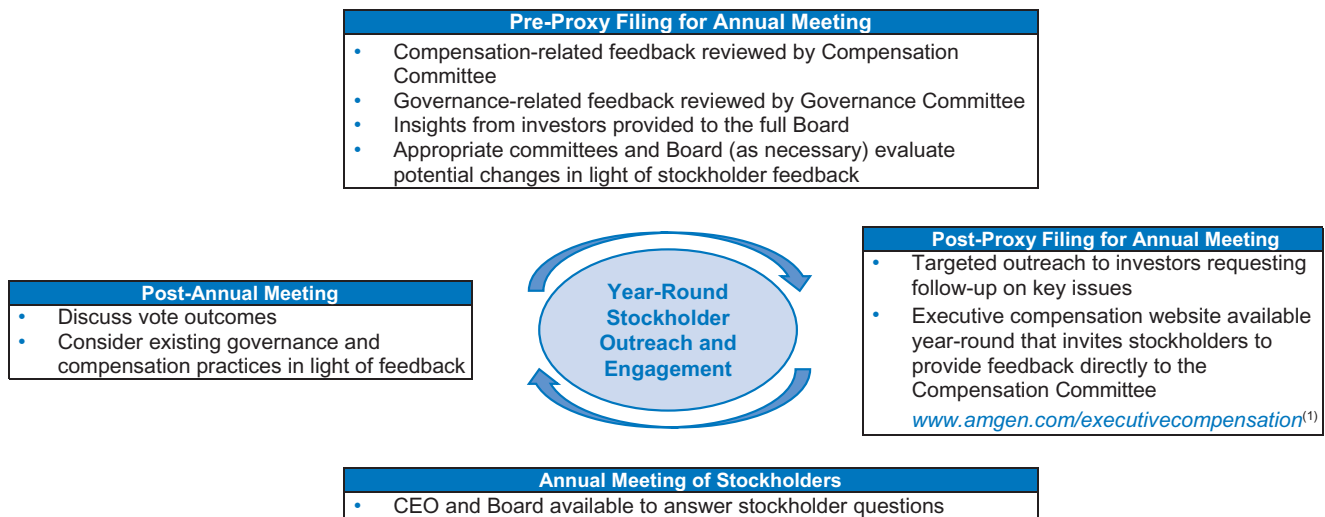 Pre-Proxy Filing for Annual Meeting
• Compensation-related feedback reviewed by Compensation
Committee
• Governance-related feedback reviewed by Governance Committee
• Insights from investors provided to the full Board
• Appropriate committees and Board (as necessary) evaluate
potential changes in light of stockholder feedback
Post-Annual Meeting
• Discuss vote outcomes
• Consider existing governance and
compensation practices in light of feedback
Year-Round
Stockholder
Outreach and
Engagement
Post-Proxy Filing for Annual Meeting
• Targeted outreach to investors requesting
follow-up on key issues
• Executive compensation website available
year-round that invites stockholders to
provide feedback directly to the
Compensation Committee
www.amgen.com/executivecompensation(1)
Annual Meeting of Stockholders
• CEO and Board available to answer stockholder questions